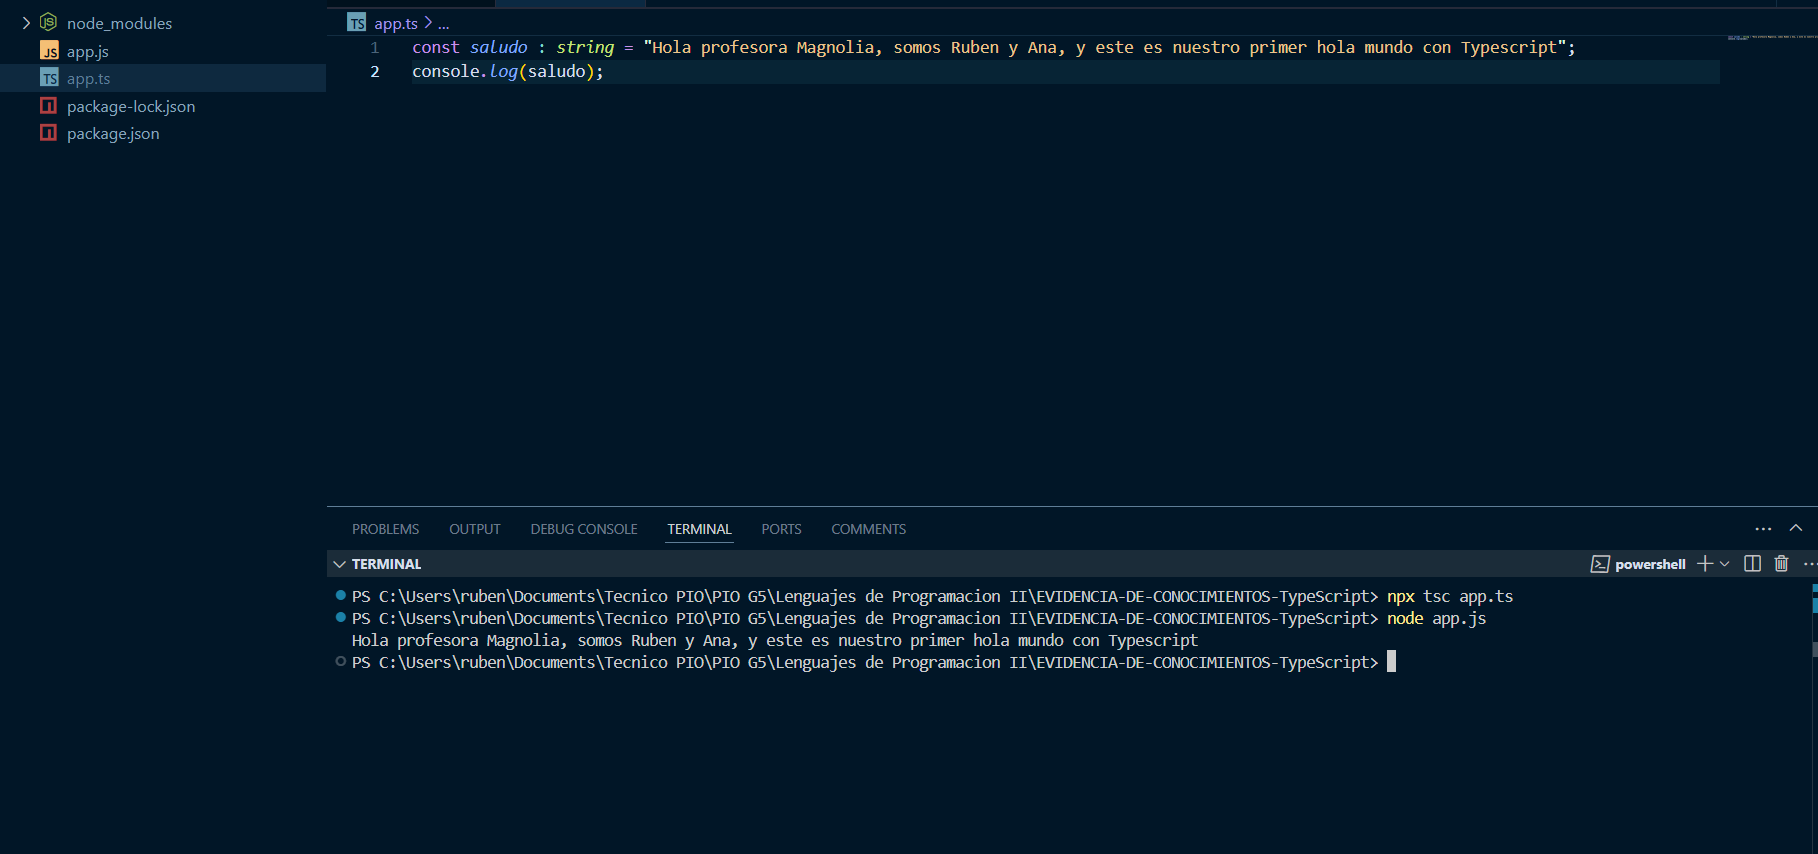 node_modules
JS app.js
TS app.ts
package-lock.json
package.json
TS app.ts > ...
1 const saludo : string = "Hola profesora Magnolia, somos Ruben y Ana, y este es nuestro primer hola mundo con Typescript";
2 console.log(saludo);
PROBLEMS OUTPUT DEBUG CONSOLE TERMINAL PORTS COMMENTS
TERMINAL powershell
PS C:\Users\ruben\Documents\Tecnico PIO\PIO G5\Lenguajes de Programacion II\EVIDENCIA-DE-CONOCIMIENTOS-TypeScript> npx tsc app.ts
PS C:\Users\ruben\Documents\Tecnico PIO\PIO G5\Lenguajes de Programacion II\EVIDENCIA-DE-CONOCIMIENTOS-TypeScript> node app.js
Hola profesora Magnolia, somos Ruben y Ana, y este es nuestro primer hola mundo con Typescript
PS C:\Users\ruben\Documents\Tecnico PIO\PIO G5\Lenguajes de Programacion II\EVIDENCIA-DE-CONOCIMIENTOS-TypeScript>